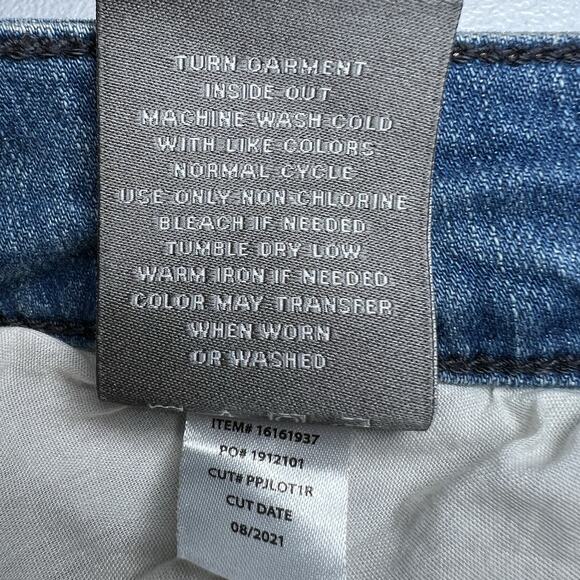 TURN GARMENT
INSIDE OUT
MACHINE WASH COLD
WITH LIKE COLORS
NORMAL CYCLE
USE ONLY NON-CHLORINE
BLEACH IF NEEDED
TUMBLE DRY LOW
WARM IRON IF NEEDED
COLOR MAY TRANSFER
WHEN WORN
OR WASHED
ITEM# 16161937
PO# 1912101
CUT# PPJLOT1R
CUT DATE
08/2021